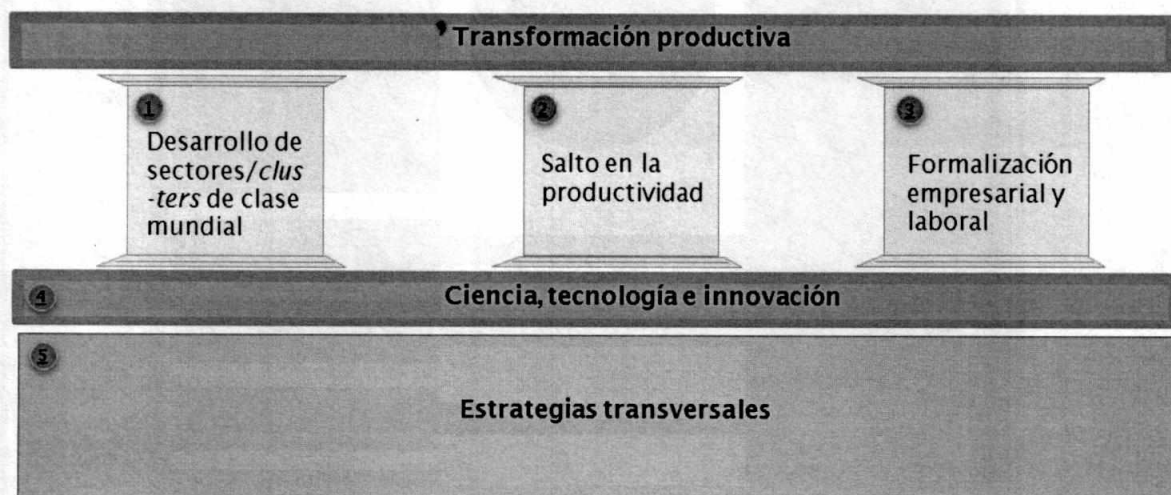 Transformación productiva
1
Desarrollo de
sectores/clus
-ters de clase
mundial
2
Salto en la
productividad
3
Formalización
empresarial y
laboral
4
Ciencia, tecnología e innovación
5
Estrategias transversales